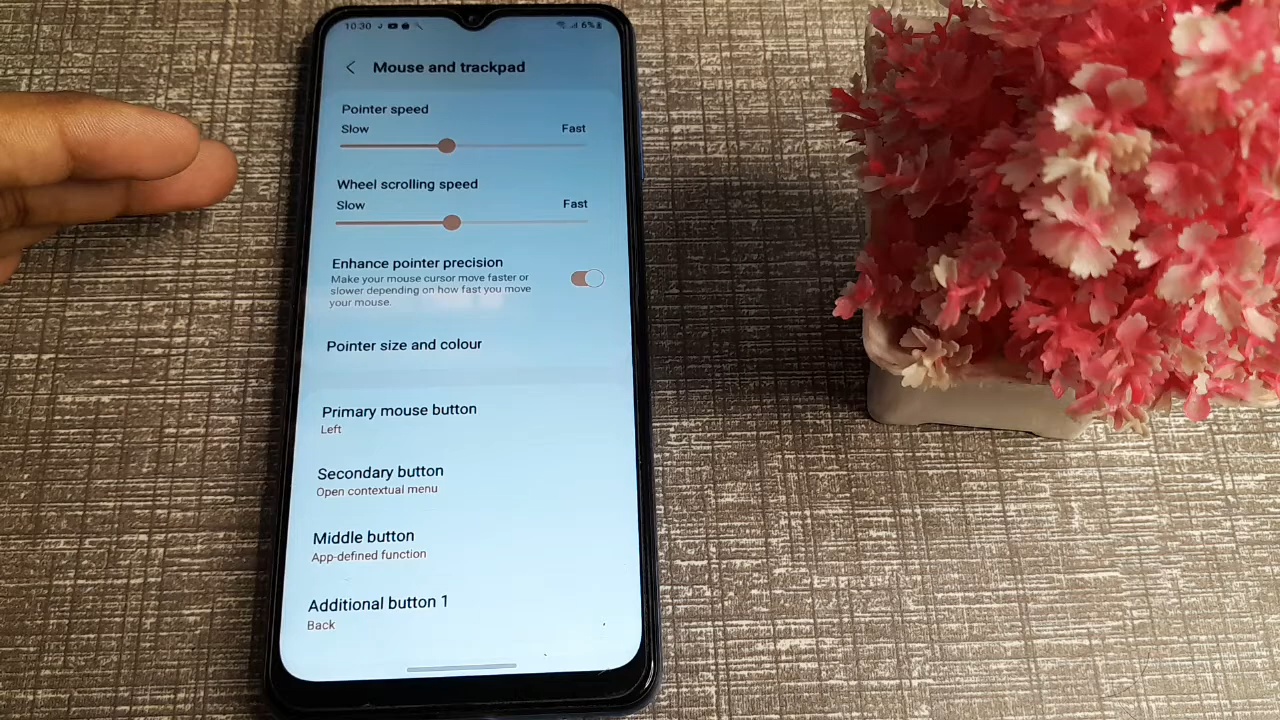 10:30 6%
Mouse and trackpad
Pointer speed
Slow Fast
Wheel scrolling speed
Slow Fast
Enhance pointer precision
Make your mouse cursor move faster or
slower depending on how fast you move
your mouse.
Pointer size and colour
Primary mouse button
Left
Secondary button
Open contextual menu
Middle button
App-defined function
Additional button 1
Back